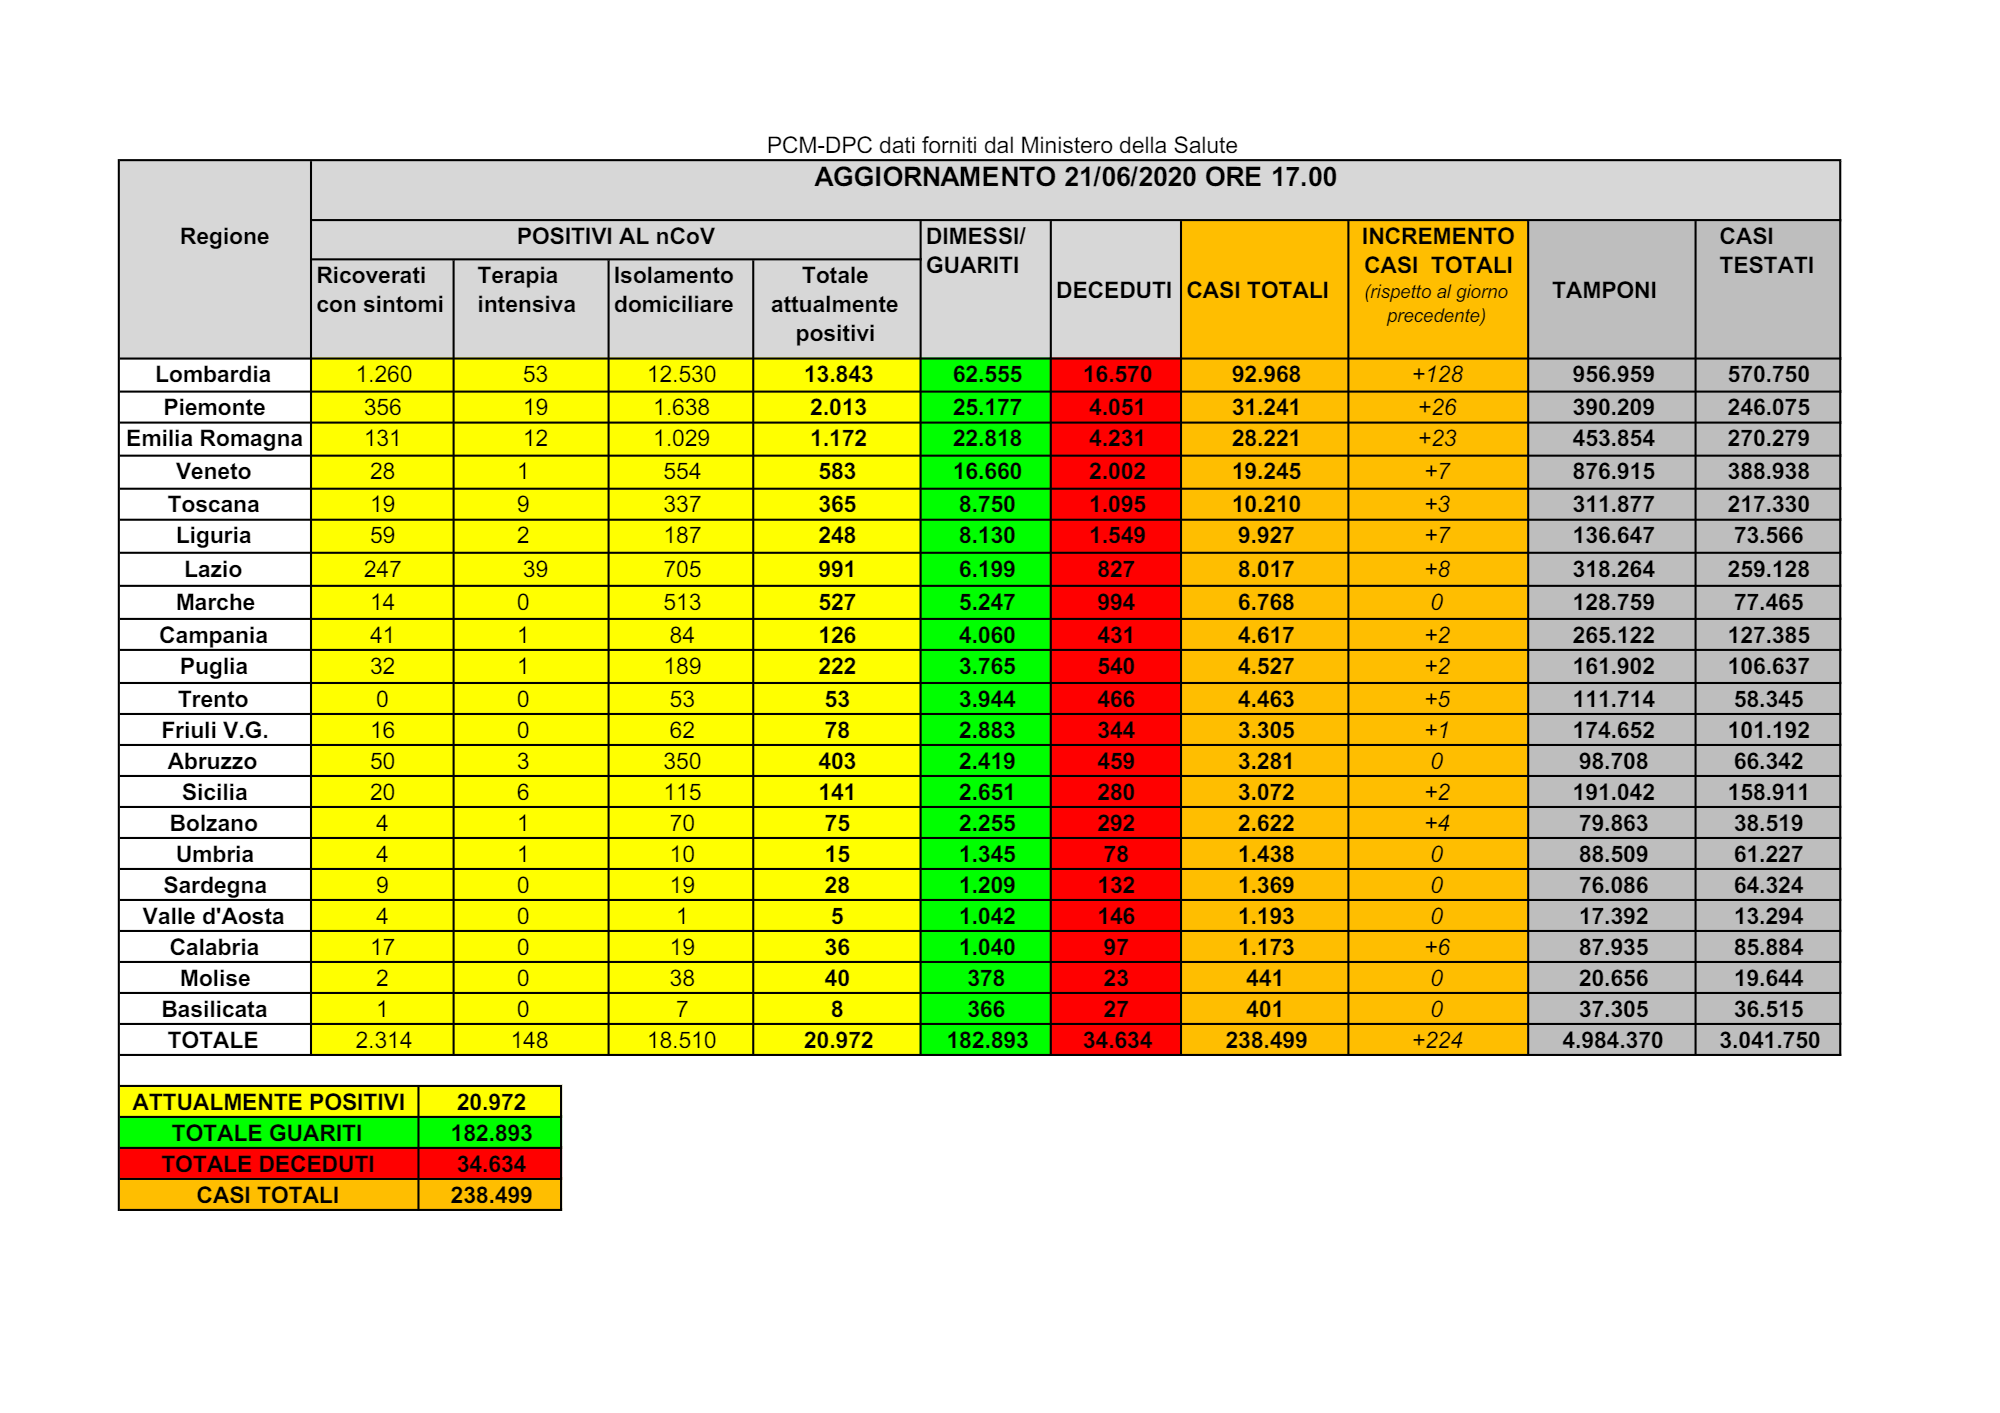 PCM-DPC dati forniti dal Ministero della Salute
AGGIORNAMENTO 21/06/2020 ORE 17.00
Regione
POSITIVI AL nCoV
DIMESSI/
GUARITI
DECEDUTI
CASI TOTALI
INCREMENTO
CASI TOTALI
(rispetto al giorno
precedente)
TAMPONI
CASI
TESTATI
Ricoverati
con sintomi
Terapia
intensiva
Isolamento
domiciliare
Totale
attualmente
positivi
Lombardia 1.260 53 12.530 13.843 62.555 16.570 92.968 +128 956.959 570.750
Piemonte 356 19 1.638 2.013 25.177 4.051 31.241 +26 390.209 246.075
Emilia Romagna 131 12 1.029 1.172 22.818 4.231 28.221 +23 453.854 270.279
Veneto 28 1 554 583 16.660 2.002 19.245 +7 876.915 388.938
Toscana 19 9 337 365 8.750 1.095 10.210 +3 311.877 217.330
Liguria 59 2 187 248 8.130 1.549 9.927 +7 136.647 73.566
Lazio 247 39 705 991 6.199 827 8.017 +8 318.264 259.128
Marche 14 0 513 527 5.247 994 6.768 0 128.759 77.465
Campania 41 1 84 126 4.060 431 4.617 +2 265.122 127.385
Puglia 32 1 189 222 3.765 540 4.527 +2 161.902 106.637
Trento 0 0 53 53 3.944 466 4.463 +5 111.714 58.345
Friuli V.G. 16 0 62 78 2.883 344 3.305 +1 174.652 101.192
Abruzzo 50 3 350 403 2.419 459 3.281 0 98.708 66.342
Sicilia 20 6 115 141 2.651 280 3.072 +2 191.042 158.911
Bolzano 4 1 70 75 2.255 292 2.622 +4 79.863 38.519
Umbria 4 1 10 15 1.345 78 1.438 0 88.509 61.227
Sardegna 9 0 19 28 1.209 132 1.369 0 76.086 64.324
Valle d'Aosta 4 0 1 5 1.042 146 1.193 0 17.392 13.294
Calabria 17 0 19 36 1.040 97 1.173 +6 87.935 85.884
Molise 2 0 38 40 378 23 441 0 20.656 19.644
Basilicata 1 0 7 8 366 27 401 0 37.305 36.515
TOTALE 2.314 148 18.510 20.972 182.893 34.634 238.499 +224 4.984.370 3.041.750
ATTUALMENTE POSITIVI 20.972
TOTALE GUARITI 182.893
TOTALE DECEDUTI 34.634
CASI TOTALI 238.499